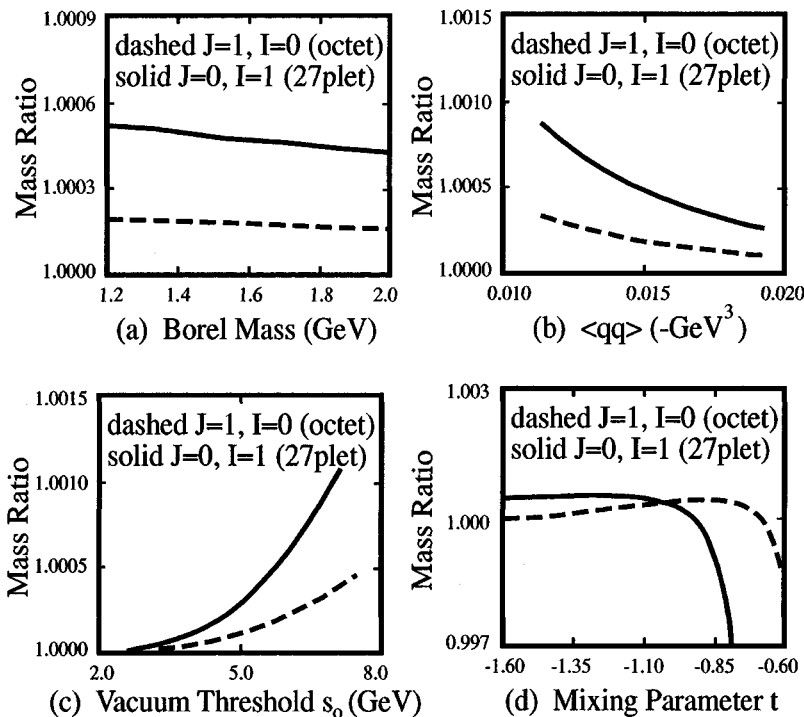 1.0009
1.0006
1.0003
1.0000
Mass Ratio
dashed J=1, I=0 (octet)
solid J=0, I=1 (27plet)
1.2 1.4 1.6 1.8 2.0
(a) Borel Mass (GeV)
1.0015
1.0010
1.0005
1.0000
Mass Ratio
dashed J=1, I=0 (octet)
solid J=0, I=1 (27plet)
0.010 0.015 0.020
(b) <qq> (-GeV³)
1.0015
1.0010
1.0005
1.0000
Mass Ratio
dashed J=1, I=0 (octet)
solid J=0, I=1 (27plet)
2.0 5.0 8.0
(c) Vacuum Threshold sₒ (GeV)
1.003
1.000
0.997
Mass Ratio
dashed J=1, I=0 (octet)
solid J=0, I=1 (27plet)
-1.60 -1.35 -1.10 -0.85 -0.60
(d) Mixing Parameter t